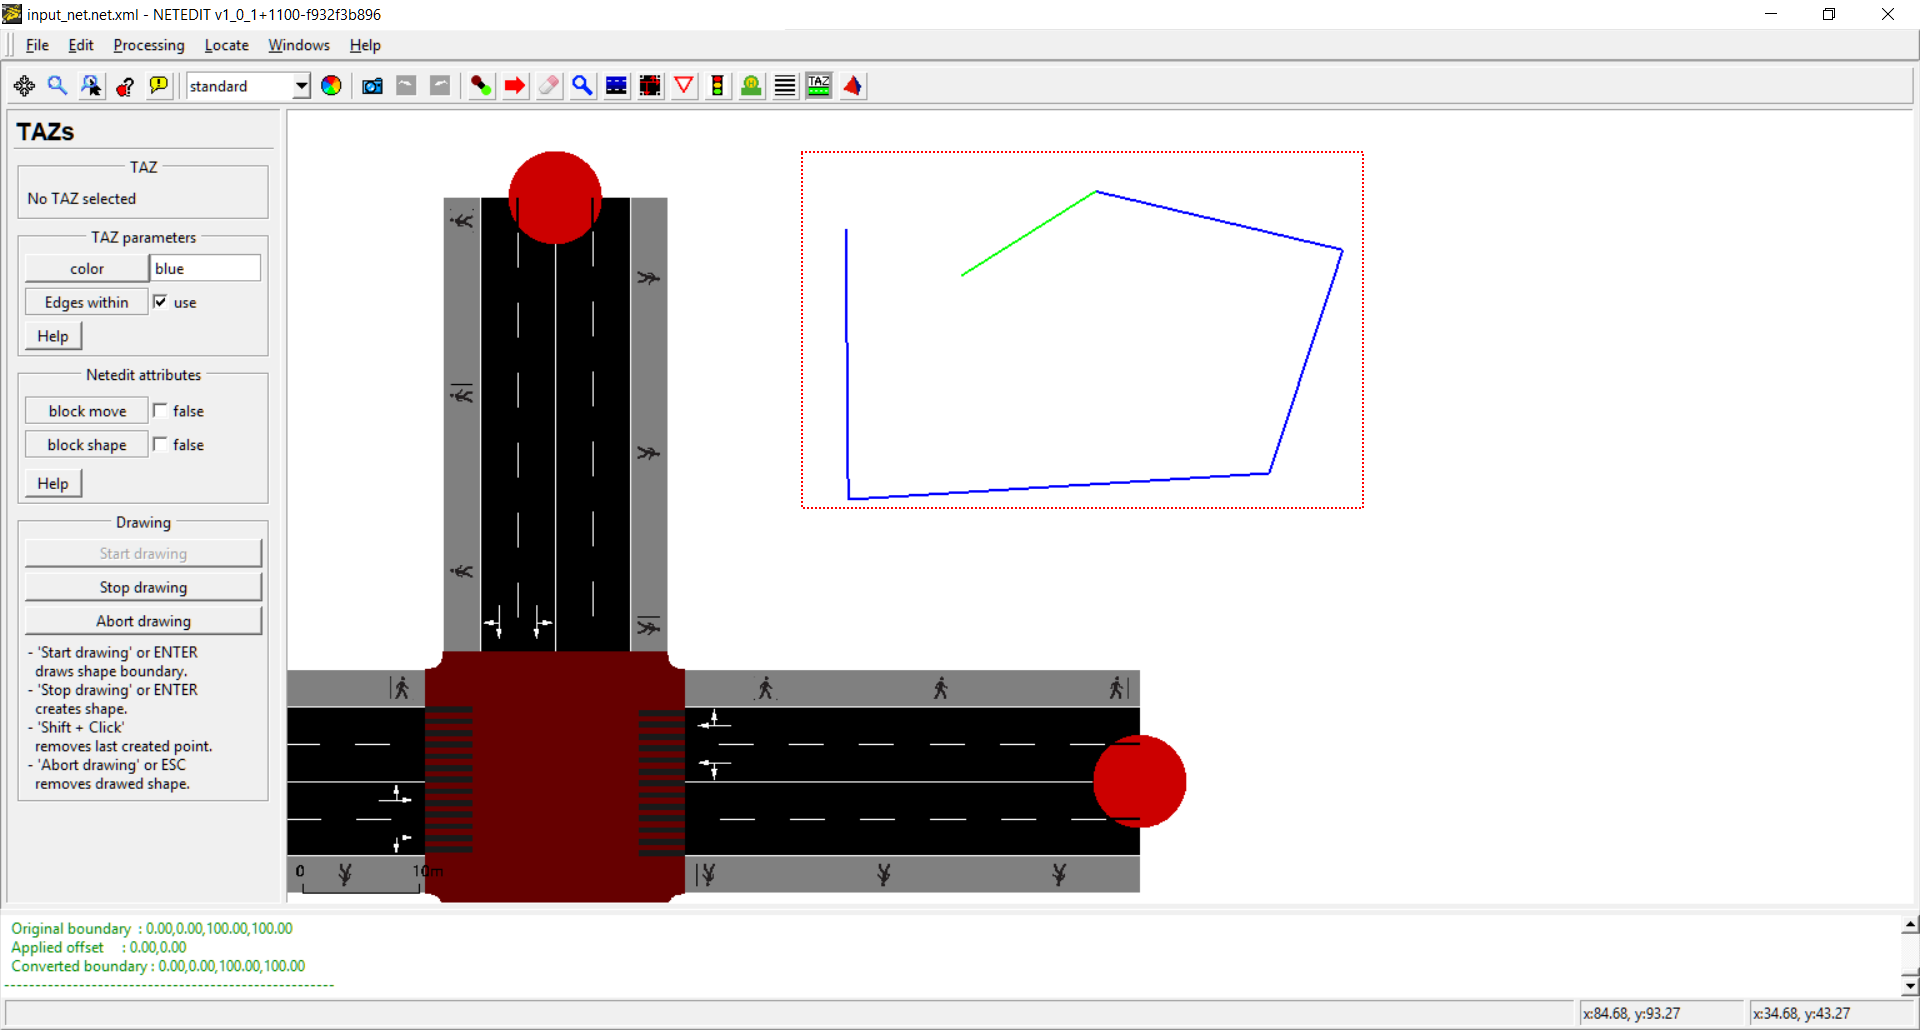 input_net.net.xml - NETEDIT v1_0_1+1100-f932f3b896
File Edit Processing Locate Windows Help
standard
TAZ
TAZs
TAZ
No TAZ selected
TAZ parameters
color blue
Edges within use
Help
Netedit attributes
block move false
block shape false
Help
Drawing
Start drawing
Stop drawing
Abort drawing
- 'Start drawing' or ENTER
draws shape boundary.
- 'Stop drawing' or ENTER
creates shape.
- 'Shift + Click'
removes last created point.
- 'Abort drawing' or ESC
removes drawed shape.
0 10m
Original boundary : 0.00,0.00,100.00,100.00
Applied offset : 0.00,0.00
Converted boundary : 0.00,0.00,100.00,100.00
-----------------------------------------------------
x:84.68, y:93.27 x:34.68, y:43.27